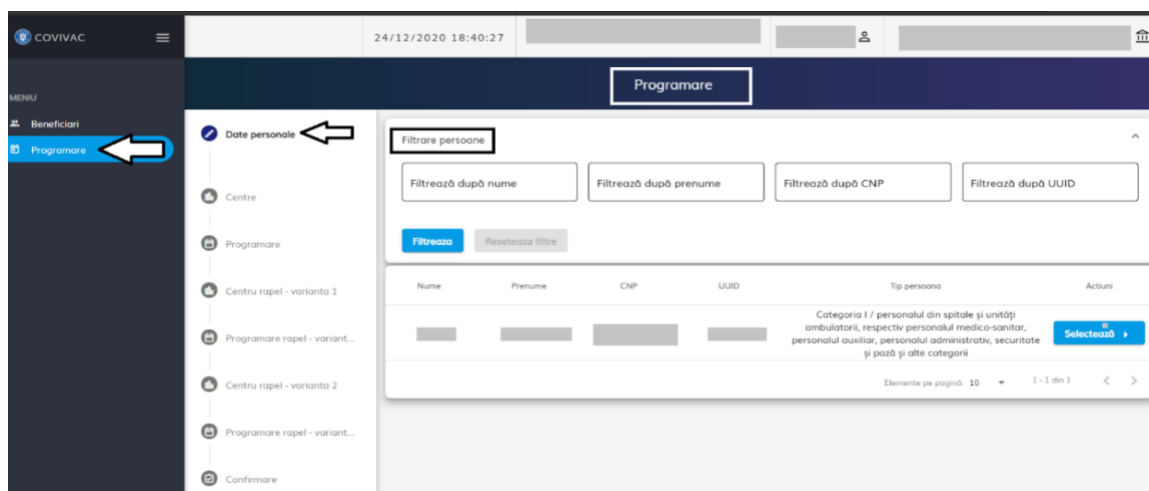 COVIVAC
24/12/2020 18:40:27
Programare
MENIU
Beneficiari
Programare
Date personale
Centre
Programare
Centru rapel - varianta 1
Programare rapel - variant...
Centru rapel - varianta 2
Programare rapel - variant...
Confirmare
Filtrare persoane
Filtrează după nume
Filtrează după prenume
Filtrează după CNP
Filtrează după UUID
Filtreaza
Reseteaza filtre
Nume Prenume CNP UUID Tip persoana Actiuni
Categoria I / personalul din spitale și unități
ambulatorii, respectiv personalul medico-sanitar,
personalul auxiliar, personalul administrativ, securitate
și pază și alte categorii
Selectează
Elemente pe pagină: 10 1 - 1 din 1